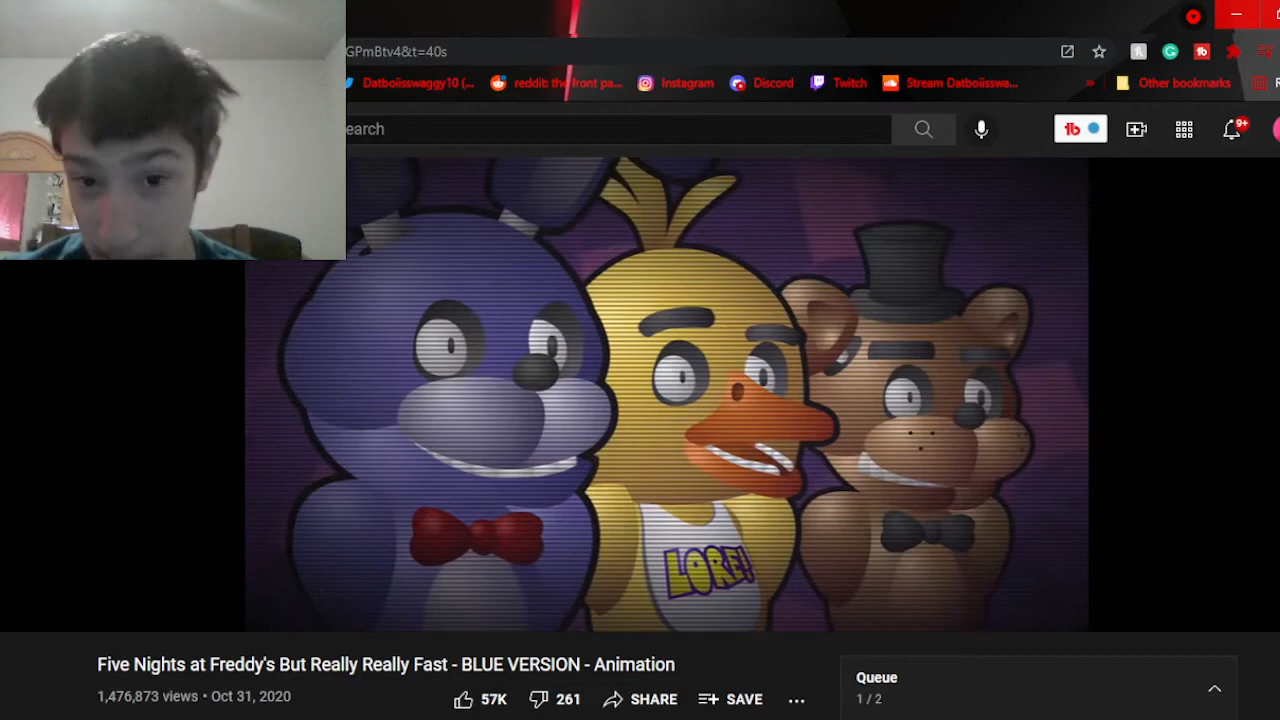 GPmBtv4&t=40s
Datboiisswaggy10 (...
reddit: the front pa...
Instagram
Discord
Twitch
Stream Datboiisswa...
»
Other bookmarks
R
earch
9+
LORE!
Five Nights at Freddy's But Really Really Fast - BLUE VERSION - Animation
1,476,873 views • Oct 31, 2020
57K
261
SHARE
SAVE
Queue
1 / 2